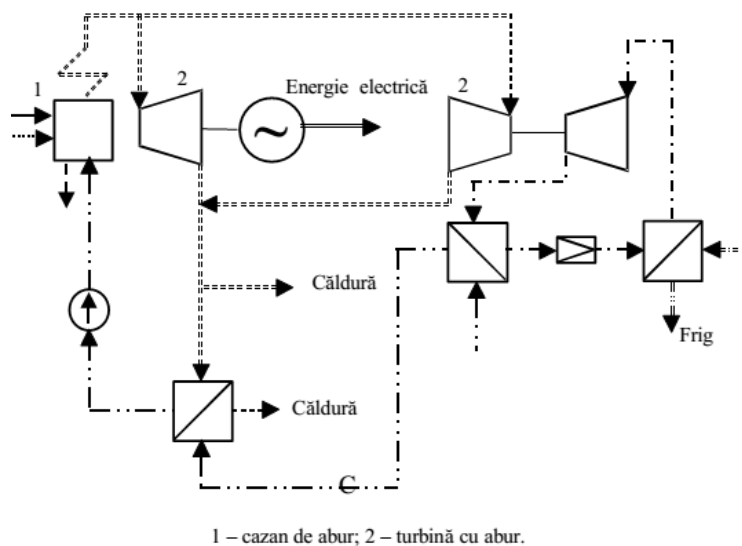 1
2
Energie electrică
2
~
Căldură
Frig
Căldură
C
1 – cazan de abur; 2 – turbină cu abur.